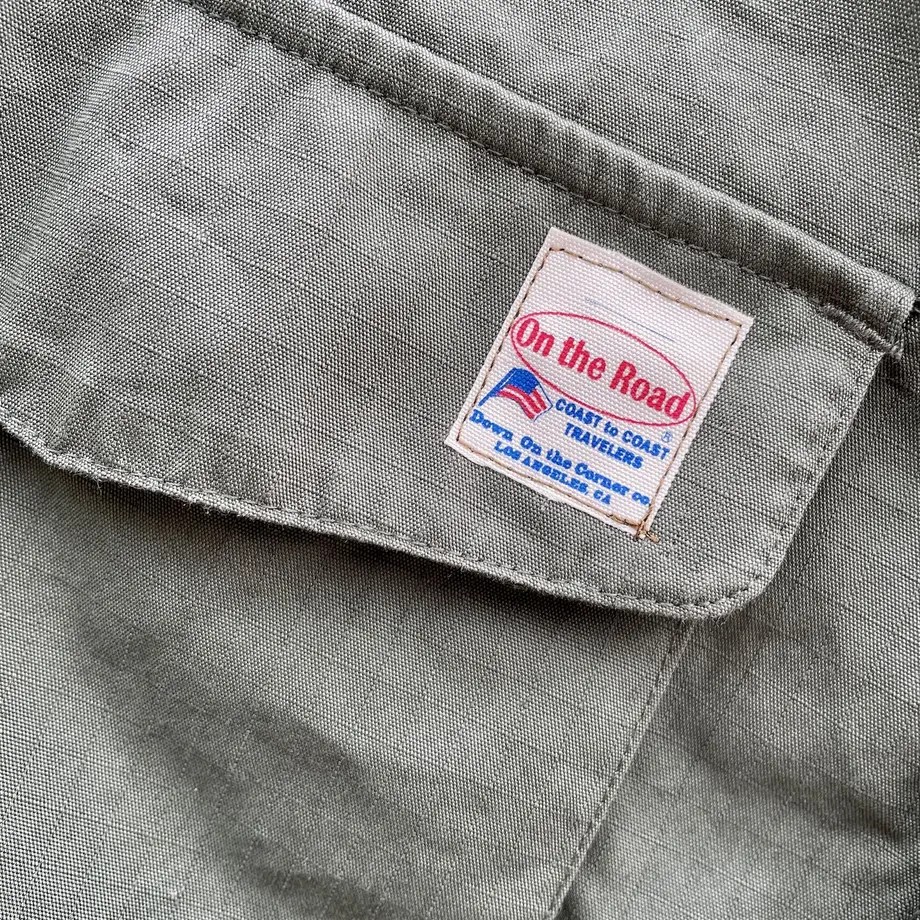 On the Road
®
COAST to COAST
TRAVELERS
Down On the Corner co.
LOS ANGELES, CA